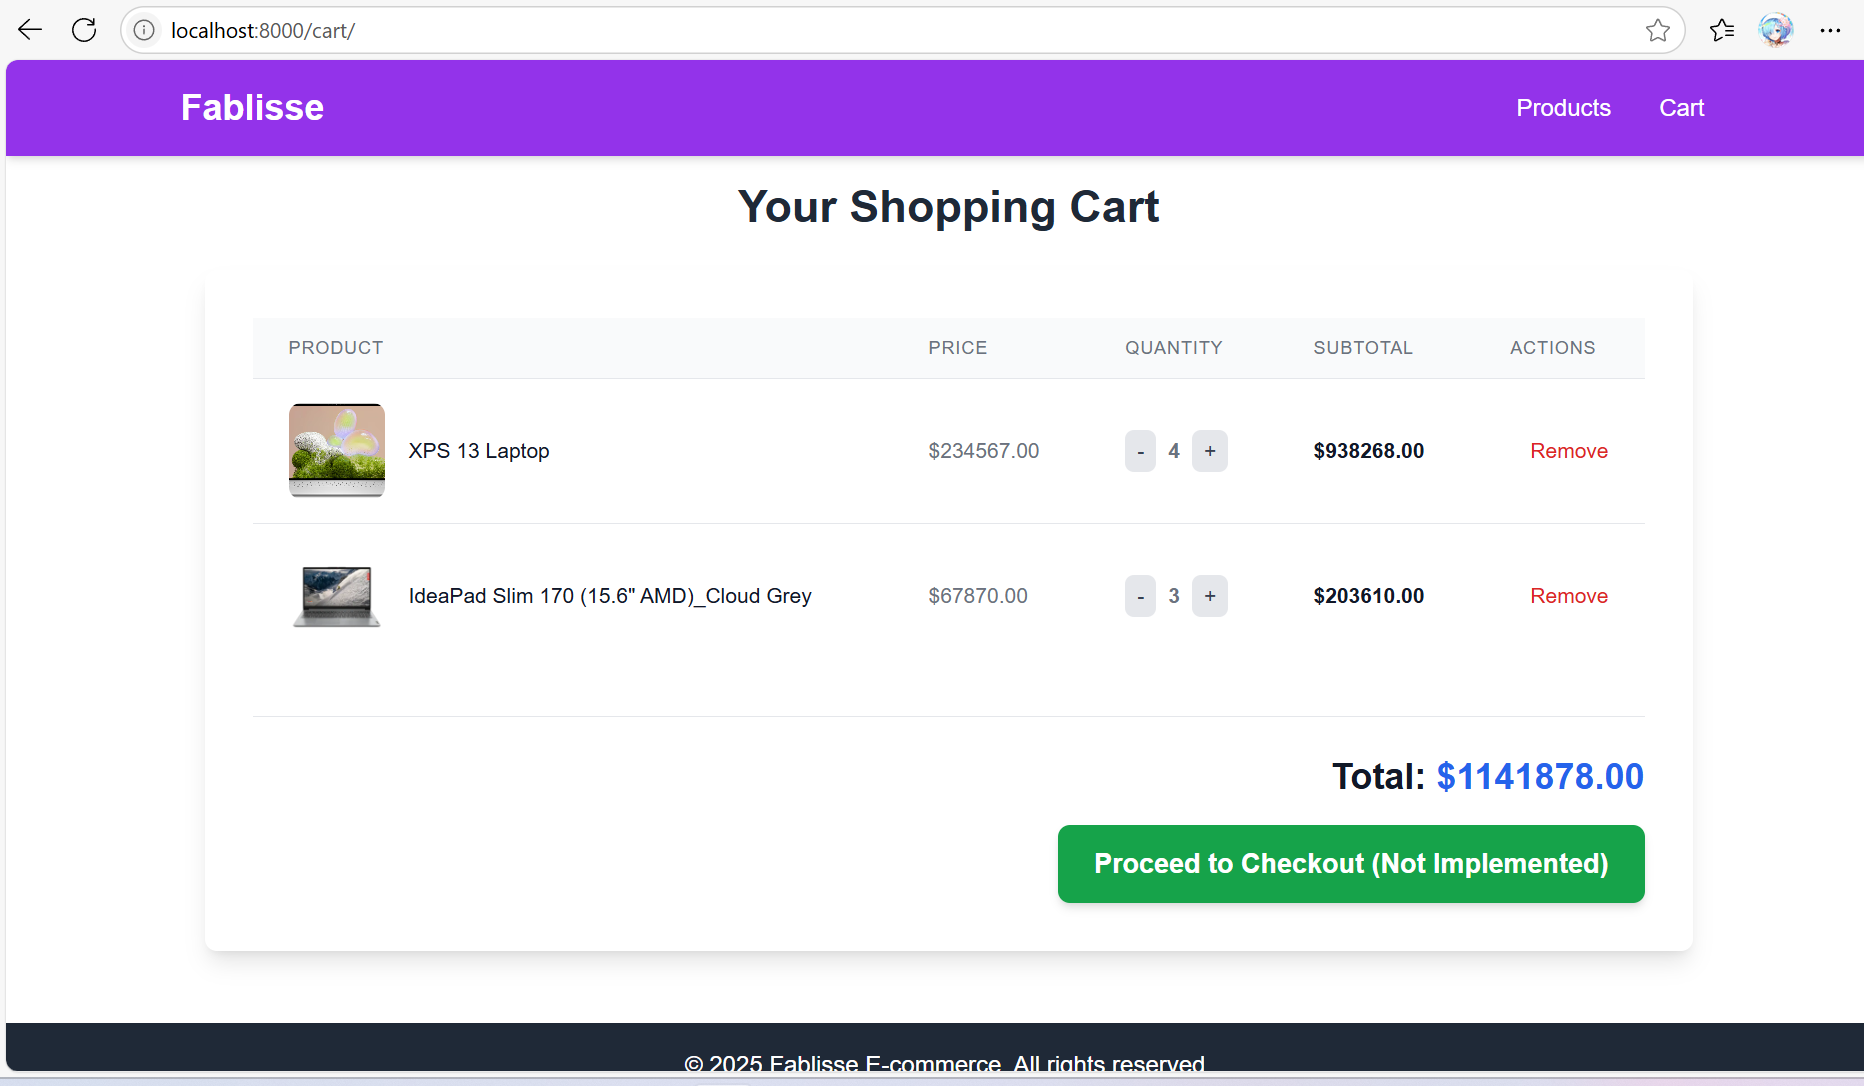 localhost:8000/cart/
Fablisse
Products Cart
Your Shopping Cart
PRODUCT PRICE QUANTITY SUBTOTAL ACTIONS
XPS 13 Laptop $234567.00 - 4 + $938268.00 Remove
IdeaPad Slim 170 (15.6" AMD)_Cloud Grey $67870.00 - 3 + $203610.00 Remove
Total: $1141878.00
Proceed to Checkout (Not Implemented)
© 2025 Fablisse E-commerce. All rights reserved